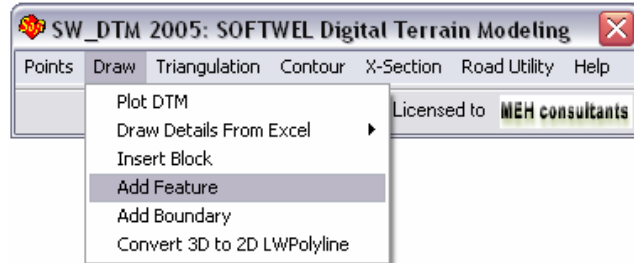 SW_DTM 2005: SOFTWEL Digital Terrain Modeling
Points Draw Triangulation Contour X-Section Road Utility Help
Licensed to MEH consultants
Plot DTM
Draw Details From Excel
Insert Block
Add Feature
Add Boundary
Convert 3D to 2D LWPolyline